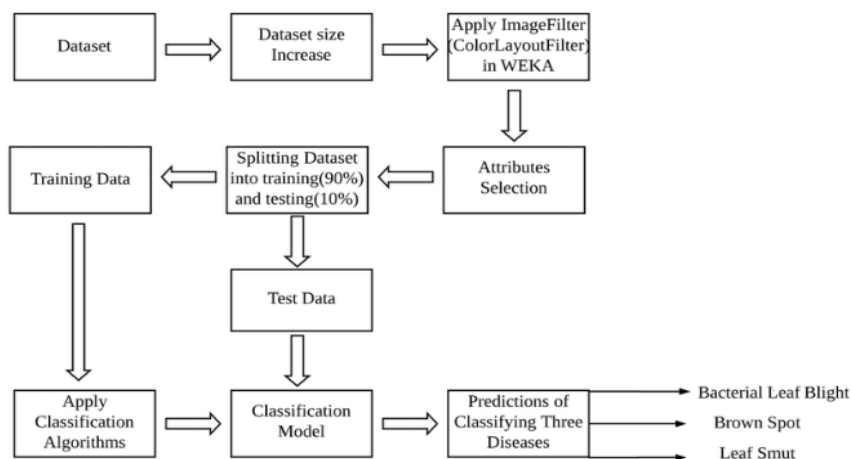 Dataset
Dataset size
Increase
Apply ImageFilter
(ColorLayoutFilter)
in WEKA
Training Data
Splitting Dataset
into training(90%)
and testing(10%)
Attributes
Selection
Test Data
Apply
Classification
Algorithms
Classification
Model
Predictions of
Classifying Three
Diseases
Bacterial Leaf Blight
Brown Spot
Leaf Smut